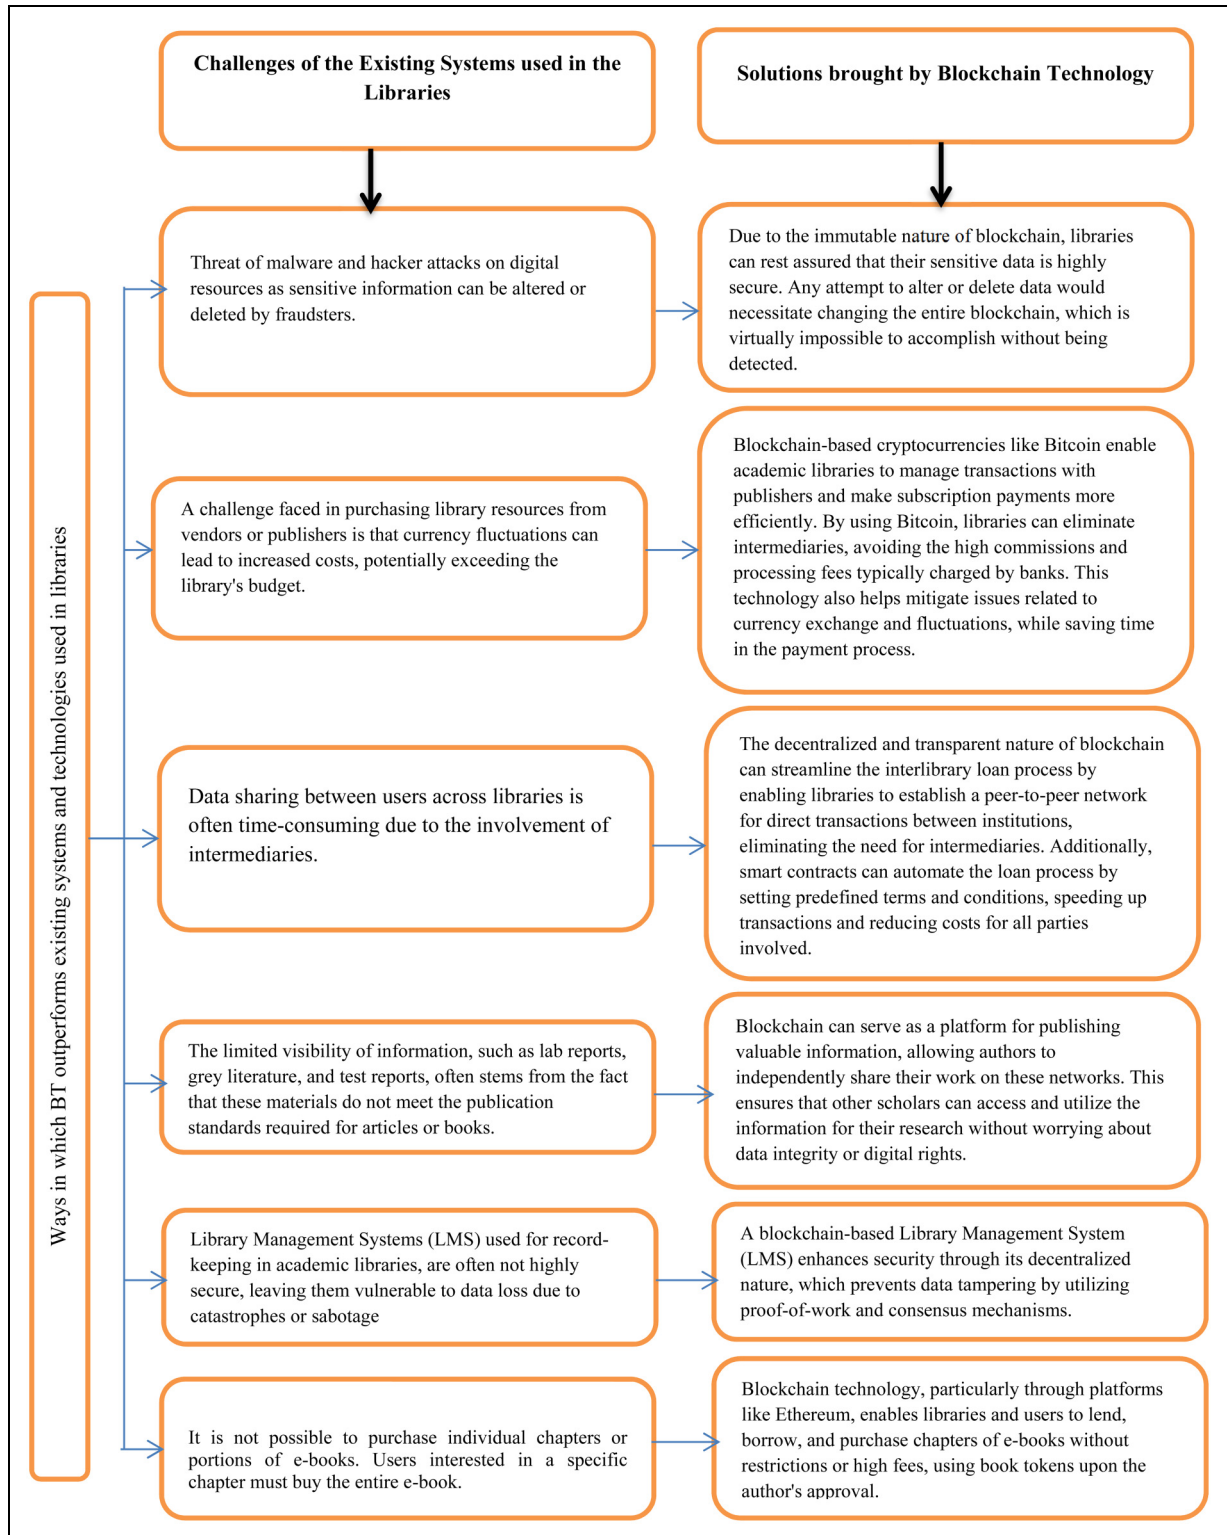 Challenges of the Existing Systems used in the
Libraries
Solutions brought by Blockchain Technology
Ways in which BT outperforms existing systems and technologies used in libraries
Threat of malware and hacker attacks on digital
resources as sensitive information can be altered or
deleted by fraudsters.
Due to the immutable nature of blockchain, libraries
can rest assured that their sensitive data is highly
secure. Any attempt to alter or delete data would
necessitate changing the entire blockchain, which is
virtually impossible to accomplish without being
detected.
A challenge faced in purchasing library resources from
vendors or publishers is that currency fluctuations can
lead to increased costs, potentially exceeding the
library's budget.
Blockchain-based cryptocurrencies like Bitcoin enable
academic libraries to manage transactions with
publishers and make subscription payments more
efficiently. By using Bitcoin, libraries can eliminate
intermediaries, avoiding the high commissions and
processing fees typically charged by banks. This
technology also helps mitigate issues related to
currency exchange and fluctuations, while saving time
in the payment process.
Data sharing between users across libraries is
often time-consuming due to the involvement of
intermediaries.
The decentralized and transparent nature of blockchain
can streamline the interlibrary loan process by
enabling libraries to establish a peer-to-peer network
for direct transactions between institutions,
eliminating the need for intermediaries. Additionally,
smart contracts can automate the loan process by
setting predefined terms and conditions, speeding up
transactions and reducing costs for all parties
involved.
The limited visibility of information, such as lab reports,
grey literature, and test reports, often stems from the fact
that these materials do not meet the publication
standards required for articles or books.
Blockchain can serve as a platform for publishing
valuable information, allowing authors to
independently share their work on these networks. This
ensures that other scholars can access and utilize the
information for their research without worrying about
data integrity or digital rights.
Library Management Systems (LMS) used for record-
keeping in academic libraries, are often not highly
secure, leaving them vulnerable to data loss due to
catastrophes or sabotage
A blockchain-based Library Management System
(LMS) enhances security through its decentralized
nature, which prevents data tampering by utilizing
proof-of-work and consensus mechanisms.
It is not possible to purchase individual chapters or
portions of e-books. Users interested in a specific
chapter must buy the entire e-book.
Blockchain technology, particularly through platforms
like Ethereum, enables libraries and users to lend,
borrow, and purchase chapters of e-books without
restrictions or high fees, using book tokens upon the
author's approval.